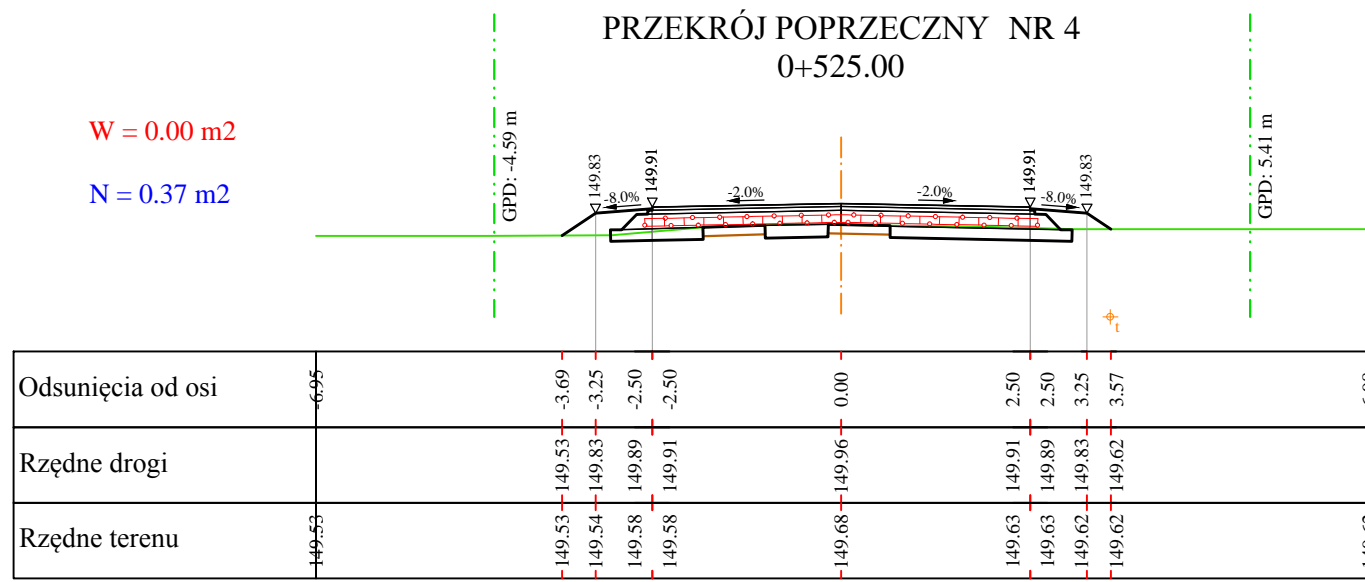 PRZEKRÓJ POPRZECZNY NR 4
0+525.00
W = 0.00 m2
N = 0.37 m2
GPD: -4.59 m
149.83
149.91
149.91
149.83
GPD: 5.41 m
-8.0%
-2.0%
-2.0%
-8.0%
t
Odsunięcia od osi -6.95 -3.69 -3.25 -2.50 -2.50 0.00 2.50 2.50 3.25 3.57
Rzędne drogi 149.53 149.83 149.89 149.91 149.96 149.91 149.89 149.83 149.62
Rzędne terenu 149.53 149.53 149.54 149.58 149.58 149.68 149.63 149.63 149.62 149.62